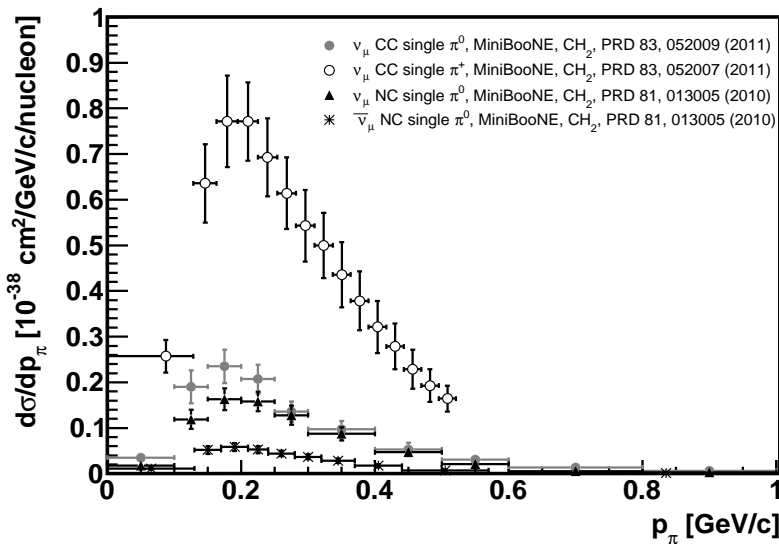 dσ/dp_π [10^-38 cm^2/GeV/c/nucleon]
1
0.9
0.8
0.7
0.6
0.5
0.4
0.3
0.2
0.1
0
ν_μ CC single π^0, MiniBooNE, CH_2, PRD 83, 052009 (2011)
ν_μ CC single π^+, MiniBooNE, CH_2, PRD 83, 052007 (2011)
ν_μ NC single π^0, MiniBooNE, CH_2, PRD 81, 013005 (2010)
ν̅_μ NC single π^0, MiniBooNE, CH_2, PRD 81, 013005 (2010)
0 0.2 0.4 0.6 0.8 1
p_π [GeV/c]